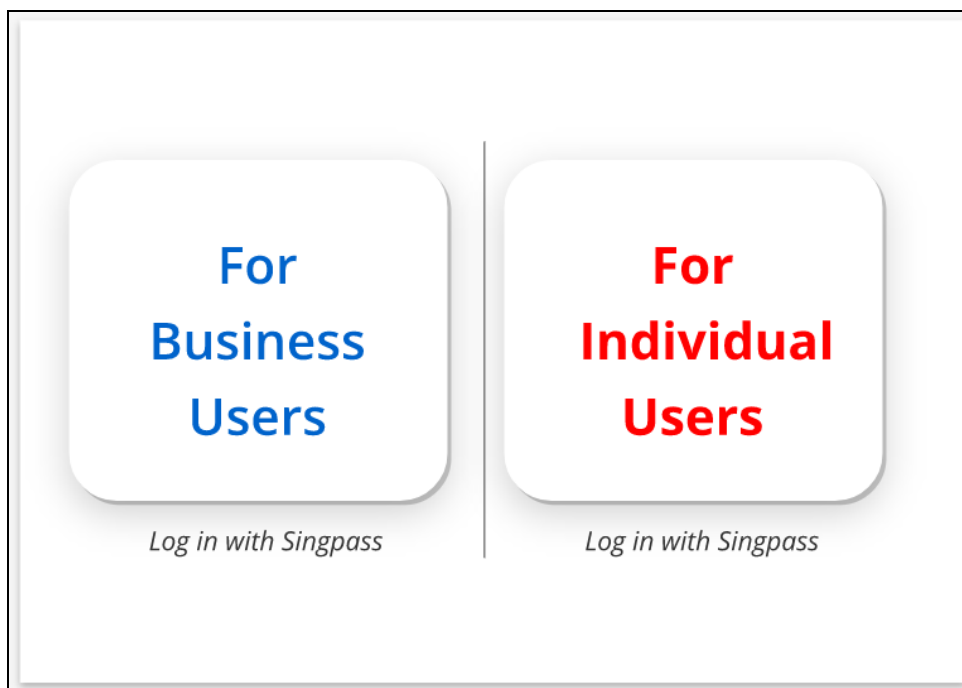 For
Business
Users
Log in with Singpass
For
Individual
Users
Log in with Singpass